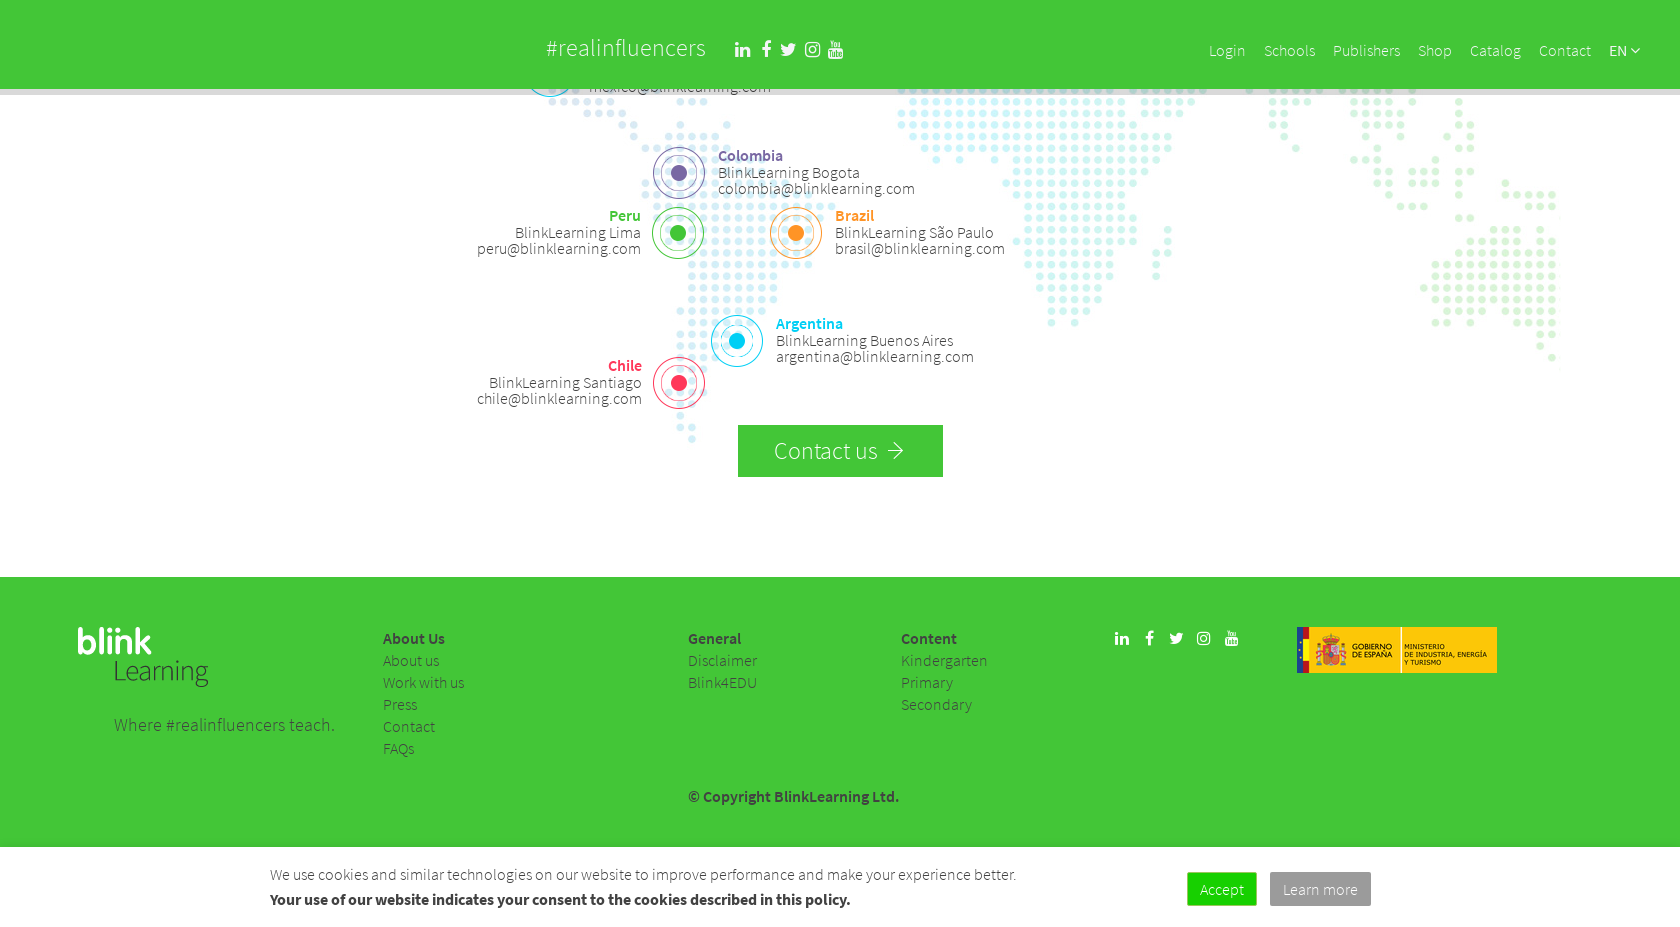 #realinfluencers
Login Schools Publishers Shop Catalog Contact EN
mexico@blinklearning.com
Colombia
BlinkLearning Bogota
colombia@blinklearning.com
Peru
BlinkLearning Lima
peru@blinklearning.com
Brazil
BlinkLearning São Paulo
brasil@blinklearning.com
Argentina
BlinkLearning Buenos Aires
argentina@blinklearning.com
Chile
BlinkLearning Santiago
chile@blinklearning.com
Contact us
blink
Learning
Where #realinfluencers teach.
About Us
About us
Work with us
Press
Contact
FAQs
General
Disclaimer
Blink4EDU
Content
Kindergarten
Primary
Secondary
GOBIERNO
DE ESPAÑA
MINISTERIO
DE INDUSTRIA, ENERGÍA
Y TURISMO
© Copyright BlinkLearning Ltd.
We use cookies and similar technologies on our website to improve performance and make your experience better.
Your use of our website indicates your consent to the cookies described in this policy.
Accept
Learn more